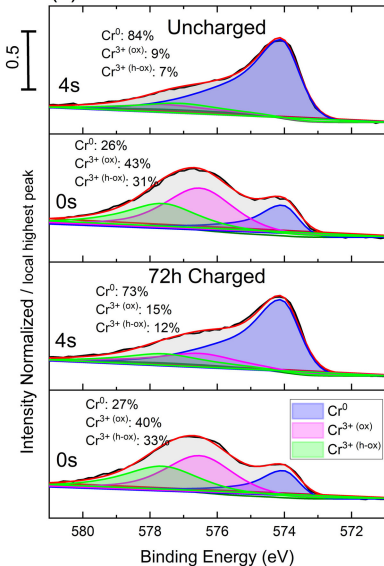 Uncharged
0.5
Cr⁰: 84%
Cr³⁺ ⁽ᵒˣ⁾: 9%
Cr³⁺ ⁽ʰ⁻ᵒˣ⁾: 7%
4s
Cr⁰: 26%
Cr³⁺ ⁽ᵒˣ⁾: 43%
Cr³⁺ ⁽ʰ⁻ᵒˣ⁾: 31%
0s
72h Charged
Cr⁰: 73%
Cr³⁺ ⁽ᵒˣ⁾: 15%
Cr³⁺ ⁽ʰ⁻ᵒˣ⁾: 12%
4s
Cr⁰: 27%
Cr³⁺ ⁽ᵒˣ⁾: 40%
Cr³⁺ ⁽ʰ⁻ᵒˣ⁾: 33%
0s
Cr⁰
Cr³⁺ ⁽ᵒˣ⁾
Cr³⁺ ⁽ʰ⁻ᵒˣ⁾
Intensity Normalized / local highest peak
580 578 576 574 572
Binding Energy (eV)